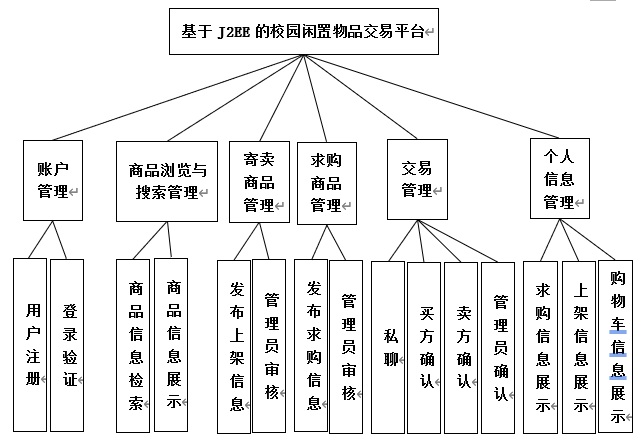 基于 J2EE 的校园闲置物品交易平台
账户
管理
商品浏览与
搜索管理
寄卖
商品
管理
求购
商品
管理
交易
管理
个人
信息
管理
用户注册
登录验证
商品信息检索
商品信息展示
发布上架信息
管理员审核
发布求购信息
管理员审核
私聊
买方确认
卖方确认
管理员确认
求购信息展示
上架信息展示
购物车信息展示